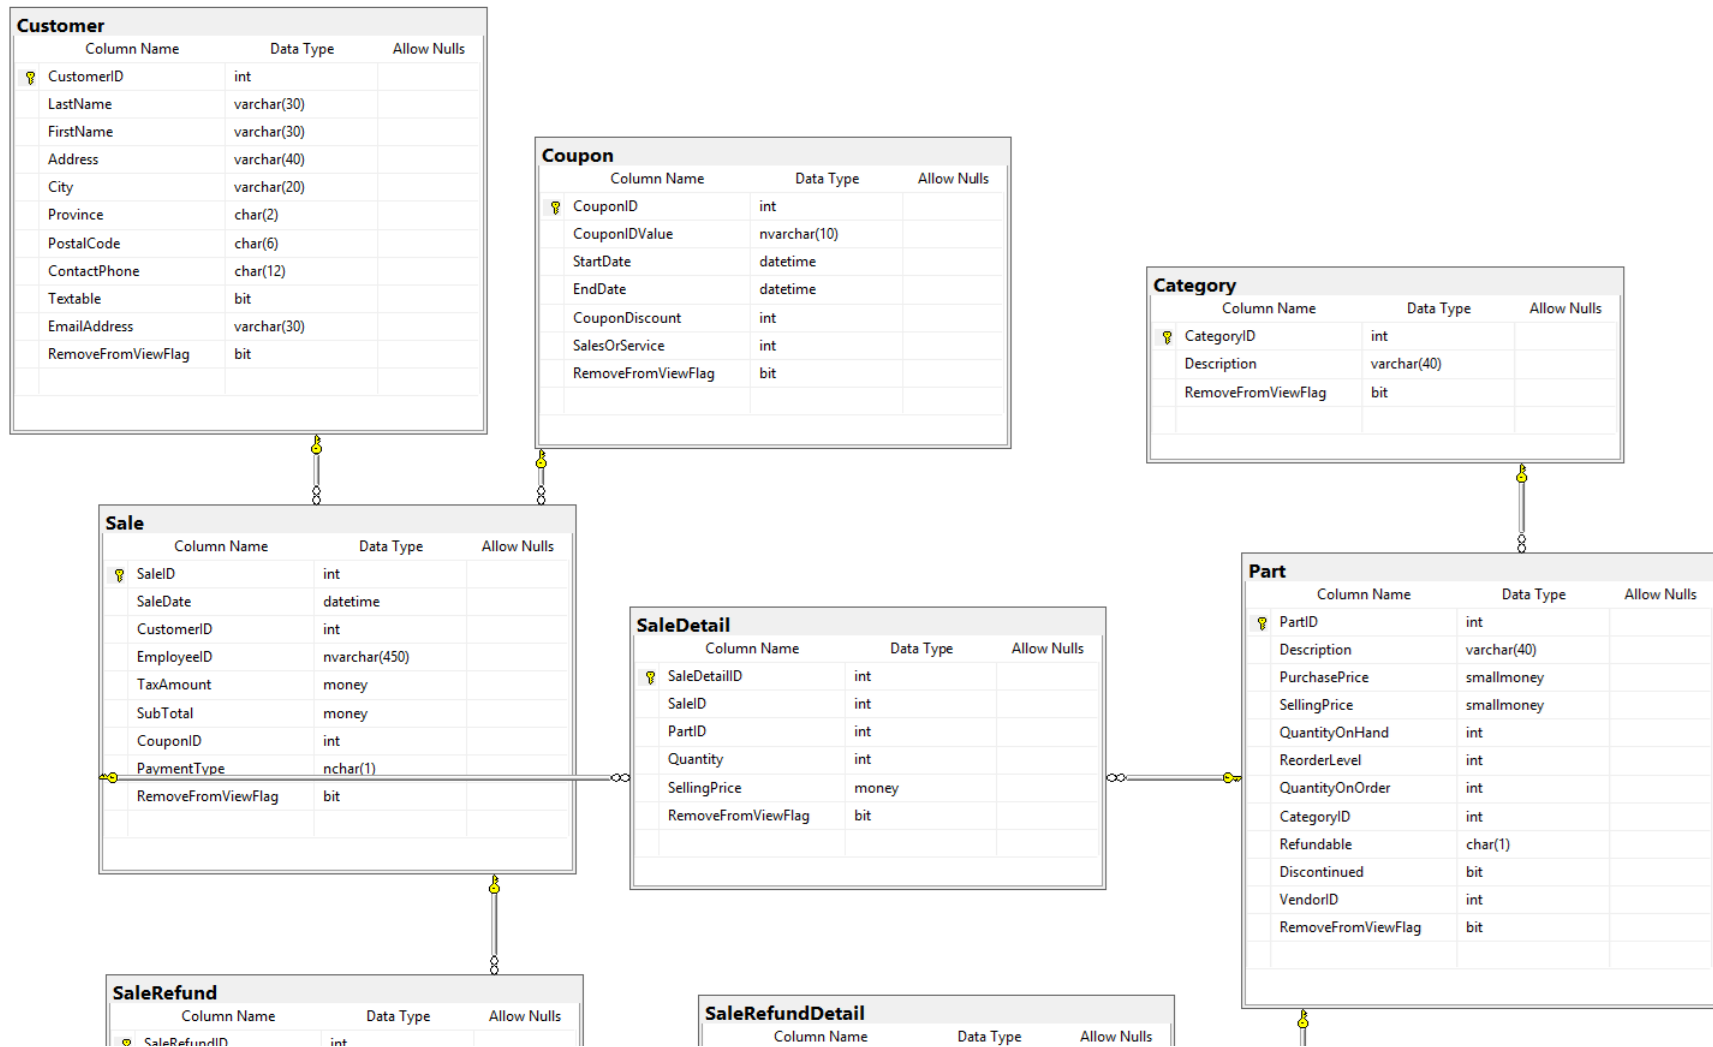 Customer
Column Name Data Type Allow Nulls
CustomerID int
LastName varchar(30)
FirstName varchar(30)
Address varchar(40)
City varchar(20)
Province char(2)
PostalCode char(6)
ContactPhone char(12)
Textable bit
EmailAddress varchar(30)
RemoveFromViewFlag bit
Coupon
Column Name Data Type Allow Nulls
CouponID int
CouponIDValue nvarchar(10)
StartDate datetime
EndDate datetime
CouponDiscount int
SalesOrService int
RemoveFromViewFlag bit
Category
Column Name Data Type Allow Nulls
CategoryID int
Description varchar(40)
RemoveFromViewFlag bit
Sale
Column Name Data Type Allow Nulls
SaleID int
SaleDate datetime
CustomerID int
EmployeeID nvarchar(450)
TaxAmount money
SubTotal money
CouponID int
PaymentType nchar(1)
RemoveFromViewFlag bit
SaleDetail
Column Name Data Type Allow Nulls
SaleDetailID int
SaleID int
PartID int
Quantity int
SellingPrice money
RemoveFromViewFlag bit
Part
Column Name Data Type Allow Nulls
PartID int
Description varchar(40)
PurchasePrice smallmoney
SellingPrice smallmoney
QuantityOnHand int
ReorderLevel int
QuantityOnOrder int
CategoryID int
Refundable char(1)
Discontinued bit
VendorID int
RemoveFromViewFlag bit
SaleRefund
Column Name Data Type Allow Nulls
SaleRefundID int
SaleRefundDetail
Column Name Data Type Allow Nulls